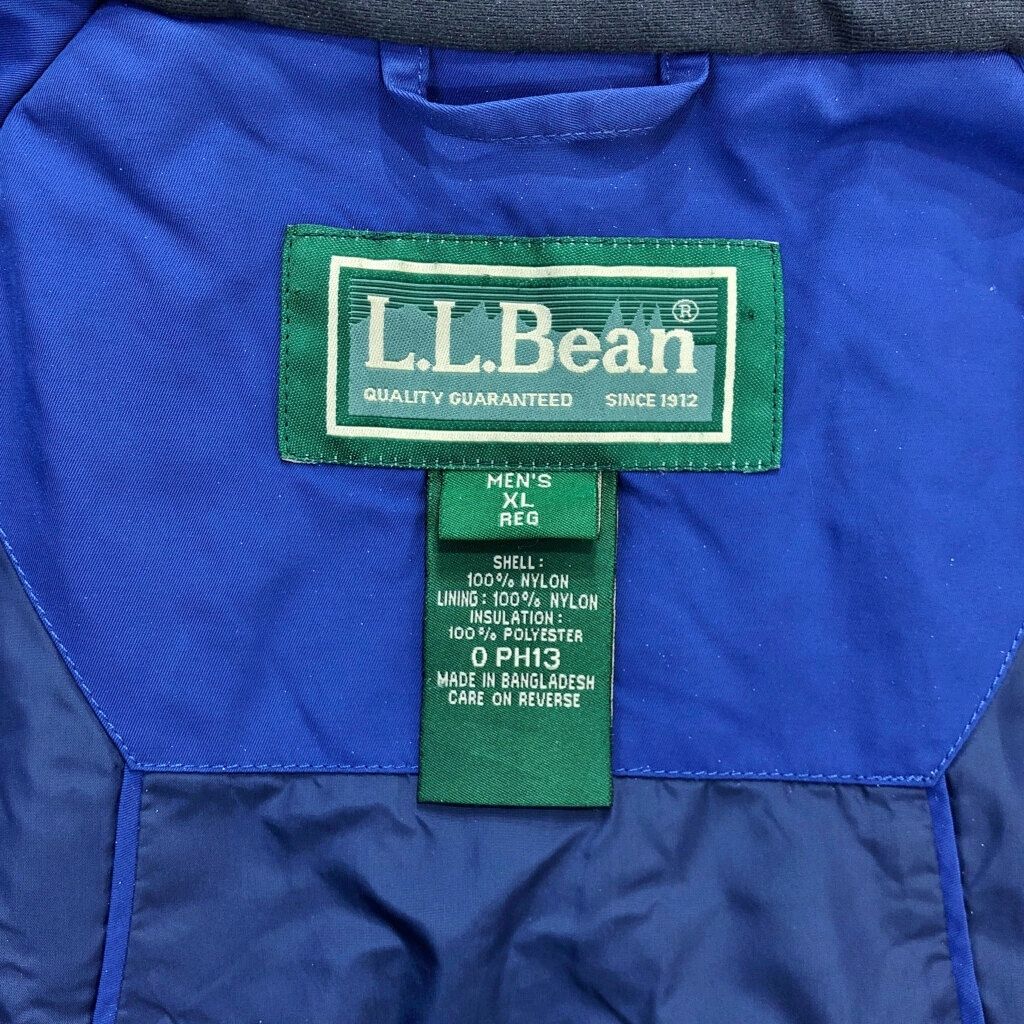 L.L.Bean®
QUALITY GUARANTEED SINCE 1912
MEN'S
XL
REG
SHELL:
100% NYLON
LINING: 100% NYLON
INSULATION:
100% POLYESTER
0 PH13
MADE IN BANGLADESH
CARE ON REVERSE